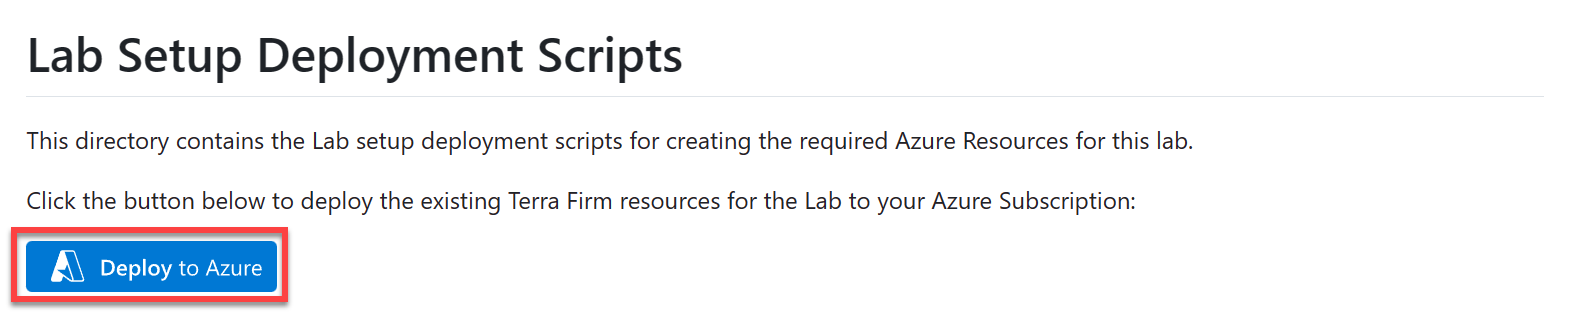 Lab Setup Deployment Scripts
This directory contains the Lab setup deployment scripts for creating the required Azure Resources for this lab.
Click the button below to deploy the existing Terra Firm resources for the Lab to your Azure Subscription:
Deploy to Azure